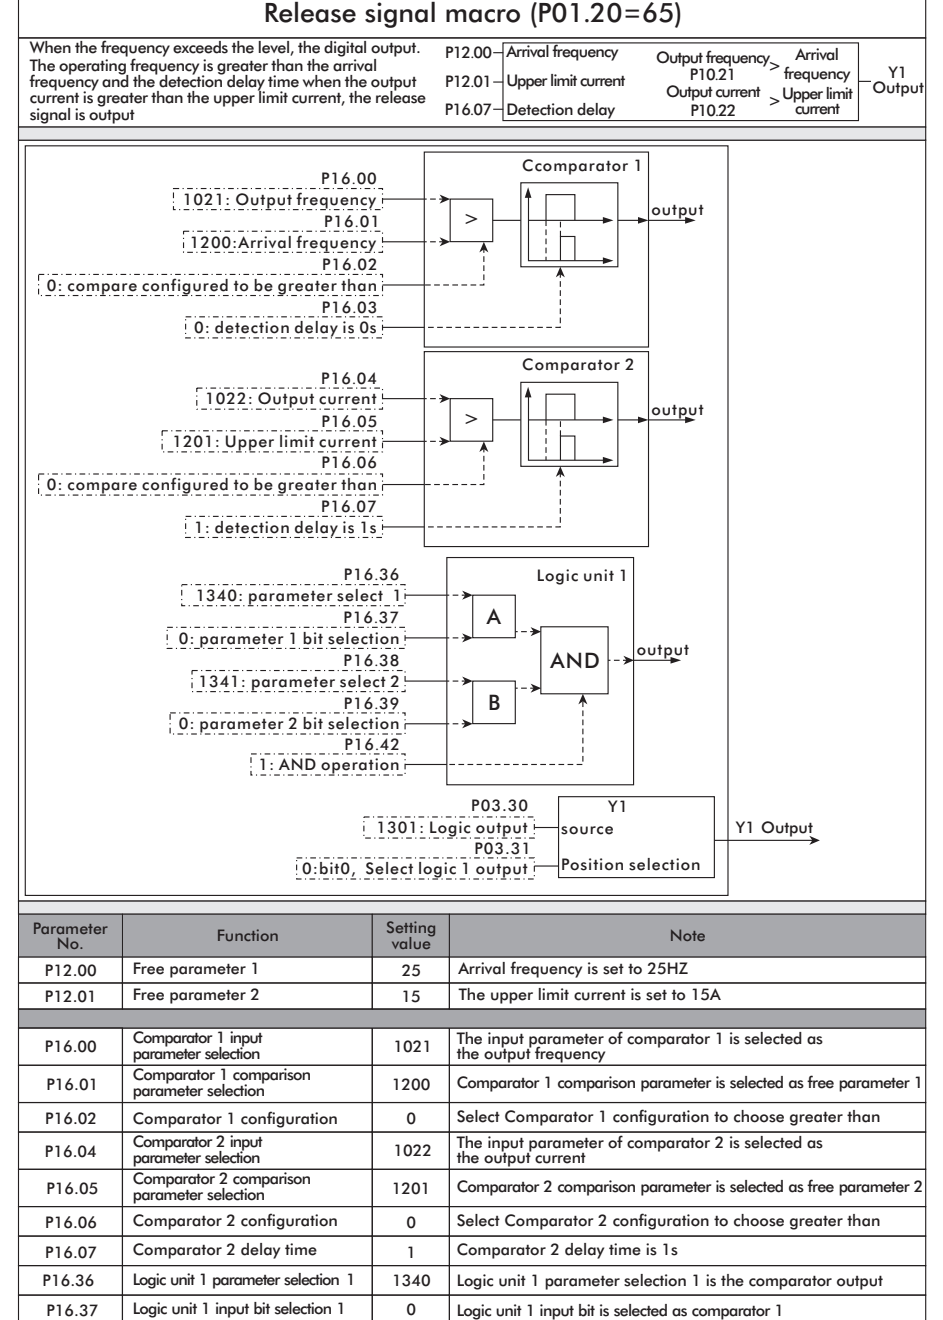 Release signal macro (P01.20=65)
When the frequency exceeds the level, the digital output.
The operating frequency is greater than the arrival
frequency and the detection delay time when the output
current is greater than the upper limit current, the release
signal is output
P12.00 Arrival frequency
P12.01 Upper limit current
P16.07 Detection delay
Output frequency
P10.21
>
Arrival
frequency
Output current
P10.22
>
Upper limit
current
Y1
Output
Ccomparator 1
P16.00
1021: Output frequency
P16.01
1200:Arrival frequency
P16.02
0: compare configured to be greater than
P16.03
0: detection delay is 0s
>
output
Comparator 2
P16.04
1022: Output current
P16.05
1201: Upper limit current
P16.06
0: compare configured to be greater than
P16.07
1: detection delay is 1s
>
output
Logic unit 1
P16.36
1340: parameter select 1
P16.37
0: parameter 1 bit selection
P16.38
1341: parameter select 2
P16.39
0: parameter 2 bit selection
P16.42
1: AND operation
A
B
AND
output
P03.30
1301: Logic output
P03.31
0:bit0, Select logic 1 output
Y1
source
Position selection
Y1 Output
Parameter No. Function Setting value Note
P12.00 Free parameter 1 25 Arrival frequency is set to 25HZ
P12.01 Free parameter 2 15 The upper limit current is set to 15A
P16.00 Comparator 1 input parameter selection 1021 The input parameter of comparator 1 is selected as the output frequency
P16.01 Comparator 1 comparison parameter selection 1200 Comparator 1 comparison parameter is selected as free parameter 1
P16.02 Comparator 1 configuration 0 Select Comparator 1 configuration to choose greater than
P16.04 Comparator 2 input parameter selection 1022 The input parameter of comparator 2 is selected as the output current
P16.05 Comparator 2 comparison parameter selection 1201 Comparator 2 comparison parameter is selected as free parameter 2
P16.06 Comparator 2 configuration 0 Select Comparator 2 configuration to choose greater than
P16.07 Comparator 2 delay time 1 Comparator 2 delay time is 1s
P16.36 Logic unit 1 parameter selection 1 1340 Logic unit 1 parameter selection 1 is the comparator output
P16.37 Logic unit 1 input bit selection 1 0 Logic unit 1 input bit is selected as comparator 1